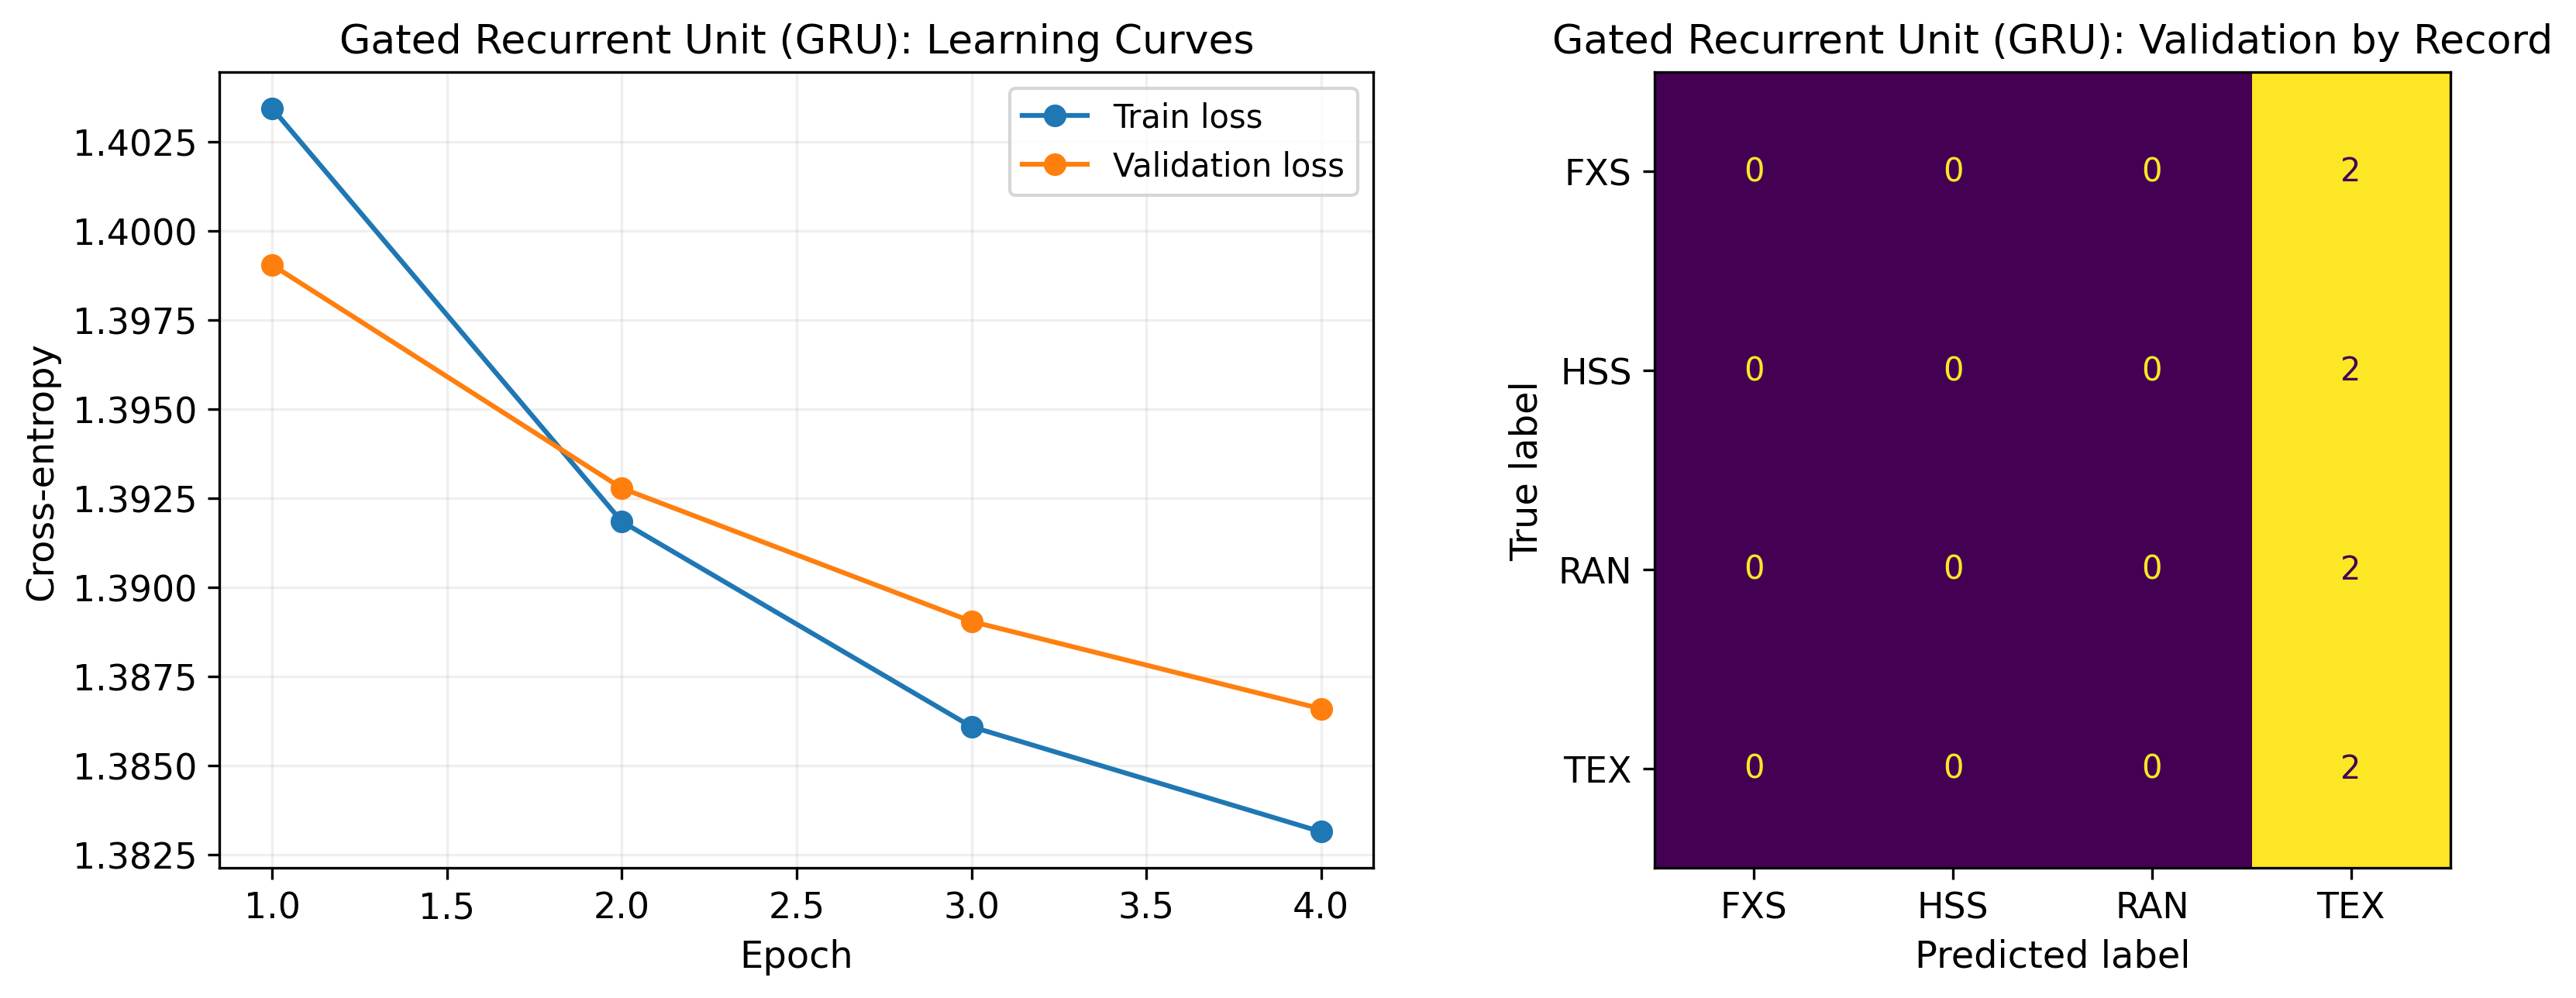 Gated Recurrent Unit (GRU): Learning Curves
Train loss
Validation loss
1.4025
1.4000
1.3975
1.3950
1.3925
1.3900
1.3875
1.3850
1.3825
Cross-entropy
1.0 1.5 2.0 2.5 3.0 3.5 4.0
Epoch
Gated Recurrent Unit (GRU): Validation by Record
True label
FXS 0 0 0 2
HSS 0 0 0 2
RAN 0 0 0 2
TEX 0 0 0 2
FXS HSS RAN TEX
Predicted label